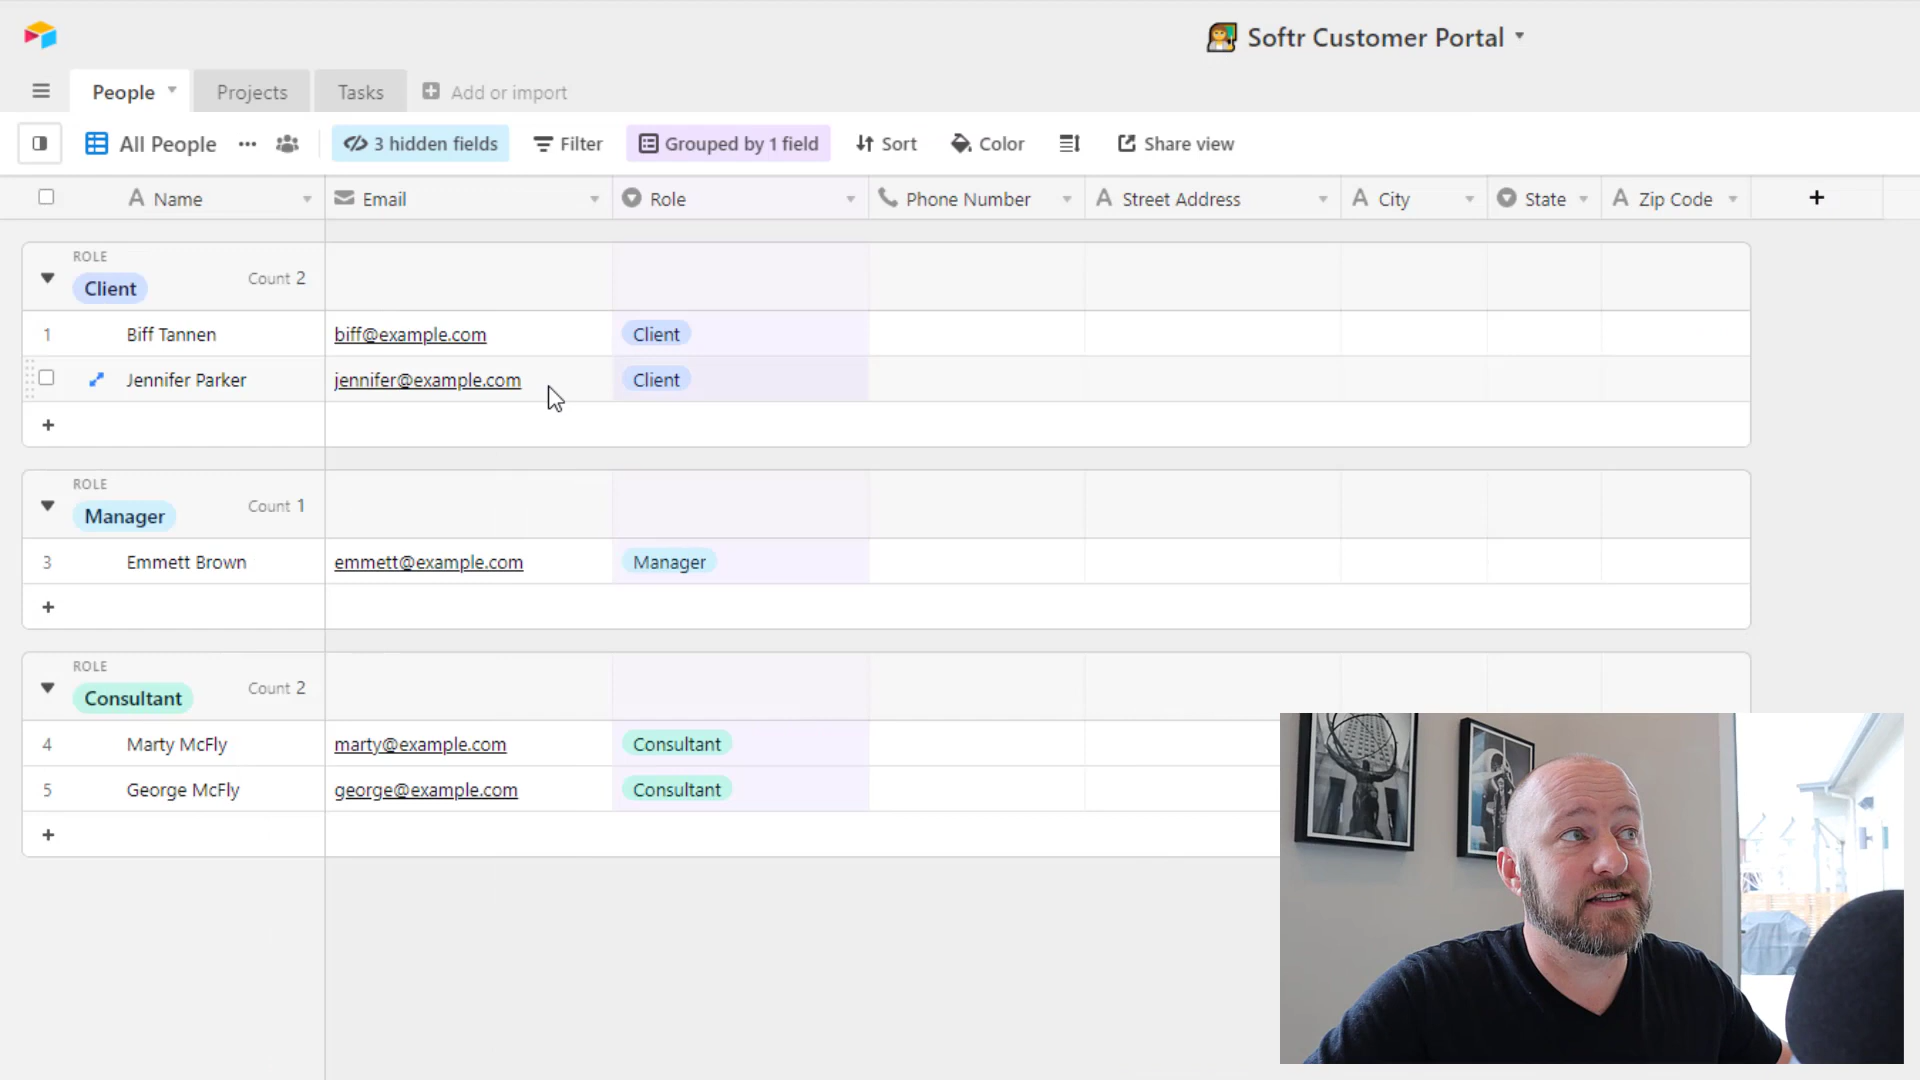 Softr Customer Portal
People Projects Tasks Add or import
All People 3 hidden fields Filter Grouped by 1 field Sort Color Share view
Name Email Role Phone Number Street Address City State Zip Code
ROLE
Client Count 2
1 Biff Tannen biff@example.com Client
Jennifer Parker jennifer@example.com Client
+
ROLE
Manager Count 1
3 Emmett Brown emmett@example.com Manager
+
ROLE
Consultant Count 2
4 Marty McFly marty@example.com Consultant
5 George McFly george@example.com Consultant
+